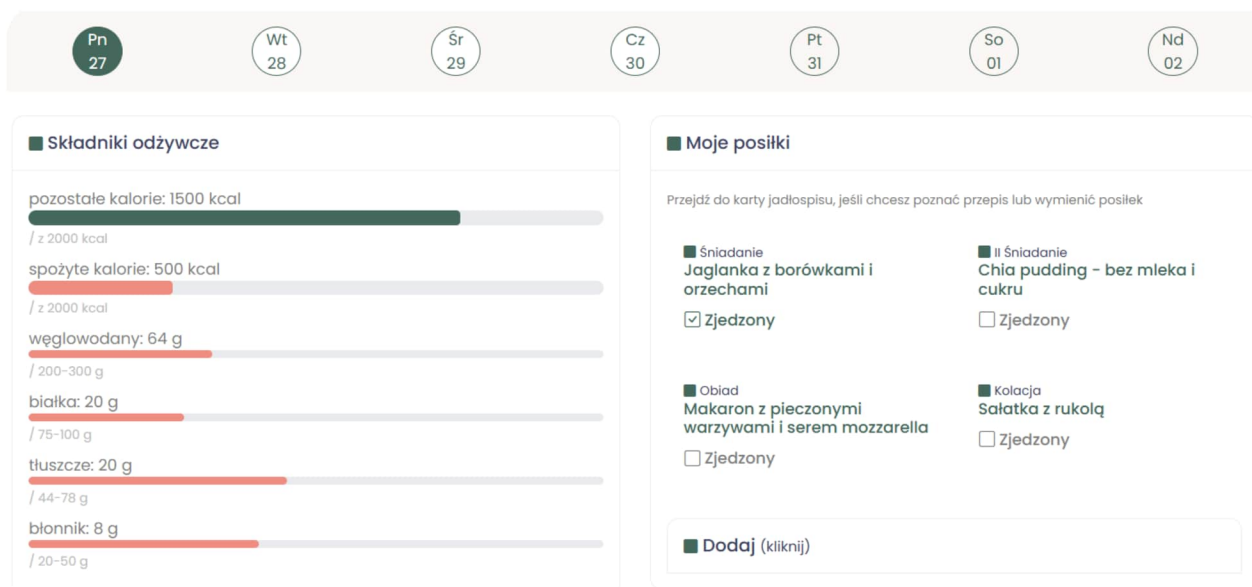 Pn
27
Wt
28
Śr
29
Cz
30
Pt
31
So
01
Nd
02
Składniki odżywcze
pozostałe kalorie: 1500 kcal
/ z 2000 kcal
spożyte kalorie: 500 kcal
/ z 2000 kcal
węglowodany: 64 g
/ 200-300 g
białka: 20 g
/ 75-100 g
tłuszcze: 20 g
/ 44-78 g
błonnik: 8 g
/ 20-50 g
Moje posiłki
Przejdź do karty jadłospisu, jeśli chcesz poznać przepis lub wymienić posiłek
Śniadanie
Jaglanka z borówkami i
orzechami
Zjedzony
II Śniadanie
Chia pudding - bez mleka i
cukru
Zjedzony
Obiad
Makaron z pieczonymi
warzywami i serem mozzarella
Zjedzony
Kolacja
Sałatka z rukolą
Zjedzony
Dodaj (kliknij)